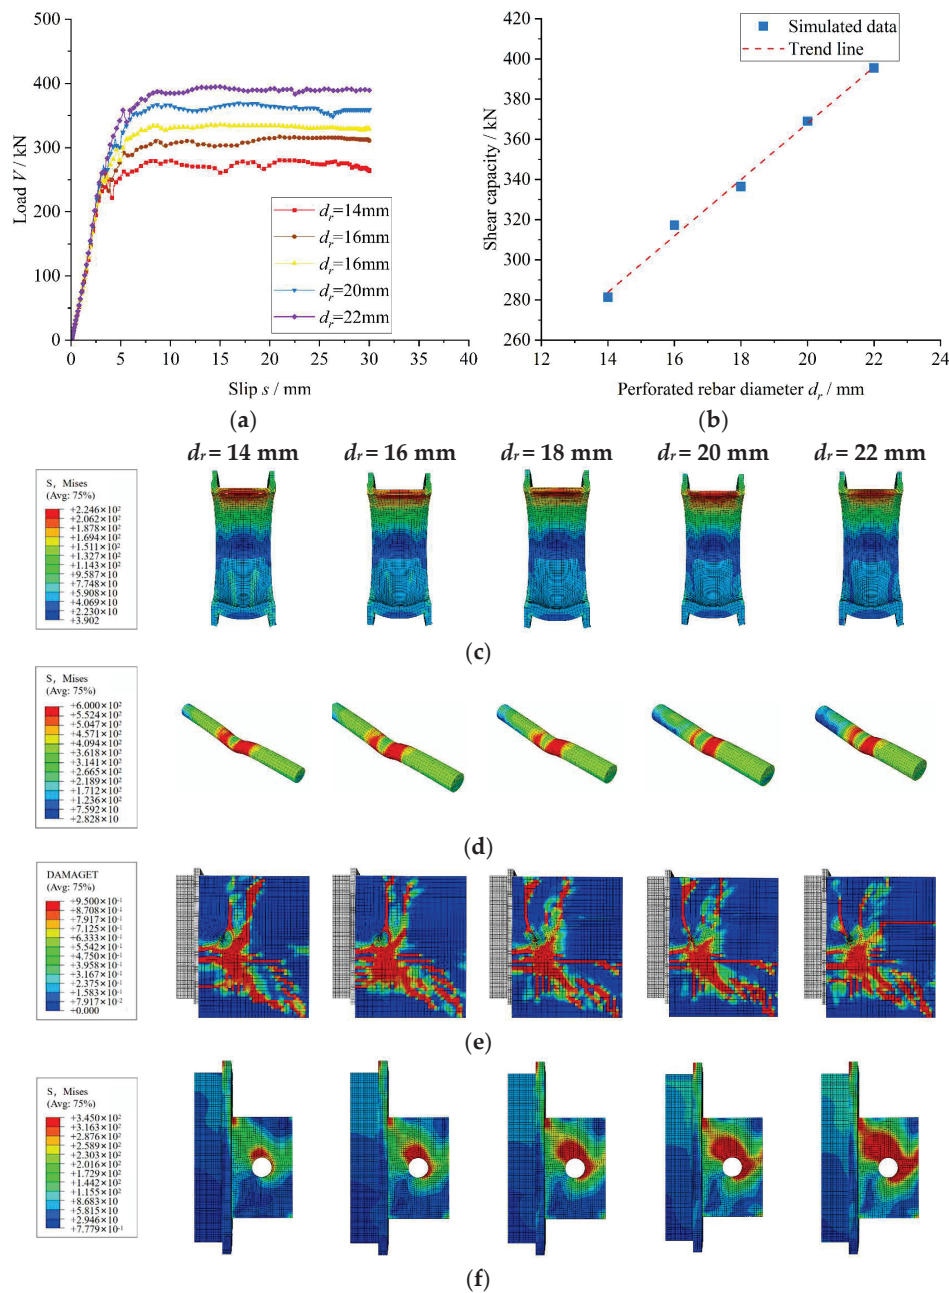 500
400
300
200
100
0
Load V / kN
d_r=14mm
d_r=16mm
d_r=16mm
d_r=20mm
d_r=22mm
0 5 10 15 20 25 30 35 40
Slip s / mm
(a)
420
400
380
360
340
320
300
280
260
Shear capacity / kN
Simulated data
Trend line
12 14 16 18 20 22 24
Perforated rebar diameter d_r / mm
(b)
d_r = 14 mm d_r = 16 mm d_r = 18 mm d_r = 20 mm d_r = 22 mm
S, Mises
(Avg: 75%)
+2.246×10²
+2.062×10²
+1.878×10²
+1.694×10²
+1.511×10²
+1.327×10²
+1.143×10²
+9.587×10
+7.748×10
+5.908×10
+4.069×10
+2.230×10
+3.902
(c)
S, Mises
(Avg: 75%)
+6.000×10²
+5.524×10²
+5.047×10²
+4.571×10²
+4.094×10²
+3.618×10²
+3.141×10²
+2.665×10²
+2.189×10²
+1.712×10²
+1.236×10²
+7.592×10
+2.828×10
(d)
DAMAGET
(Avg: 75%)
+9.500×10⁻¹
+8.708×10⁻¹
+7.917×10⁻¹
+7.125×10⁻¹
+6.333×10⁻¹
+5.542×10⁻¹
+4.750×10⁻¹
+3.958×10⁻¹
+3.167×10⁻¹
+2.375×10⁻¹
+1.583×10⁻¹
+7.917×10⁻²
+0.000
(e)
S, Mises
(Avg: 75%)
+3.450×10²
+3.163×10²
+2.876×10²
+2.589×10²
+2.303×10²
+2.016×10²
+1.729×10²
+1.442×10²
+1.155×10²
+8.683×10
+5.815×10
+2.946×10
+7.779×10⁻¹
(f)